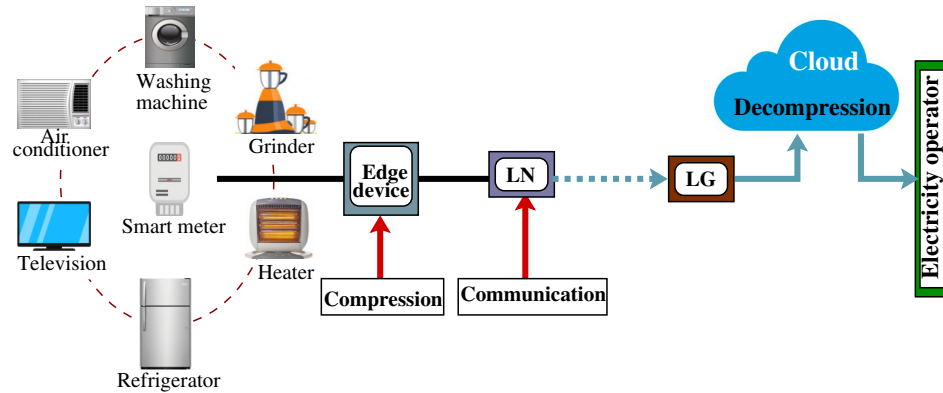 Washing
machine
Air
conditioner
Grinder
000000
Smart meter
Television
Heater
Refrigerator
Edge
device
Compression
LN
Communication
LG
Cloud
Decompression
Electricity operator